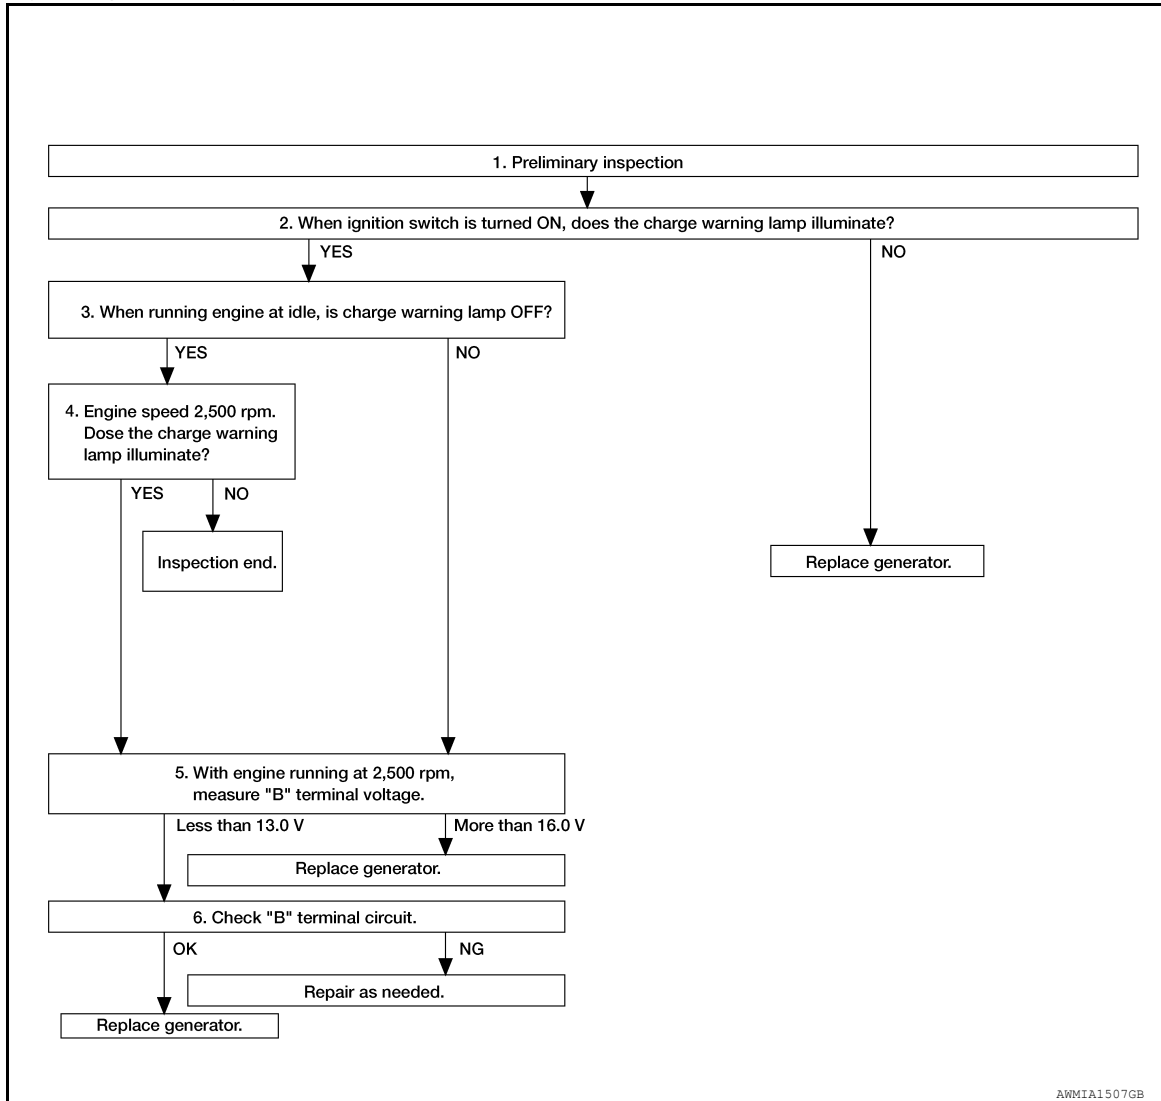 1. Preliminary inspection
2. When ignition switch is turned ON, does the charge warning lamp illuminate?
YES
NO
3. When running engine at idle, is charge warning lamp OFF?
YES
NO
4. Engine speed 2,500 rpm.
Dose the charge warning
lamp illuminate?
YES
NO
Inspection end.
Replace generator.
5. With engine running at 2,500 rpm,
measure "B" terminal voltage.
Less than 13.0 V
More than 16.0 V
Replace generator.
6. Check "B" terminal circuit.
OK
NG
Repair as needed.
Replace generator.
AWMIA1507GB